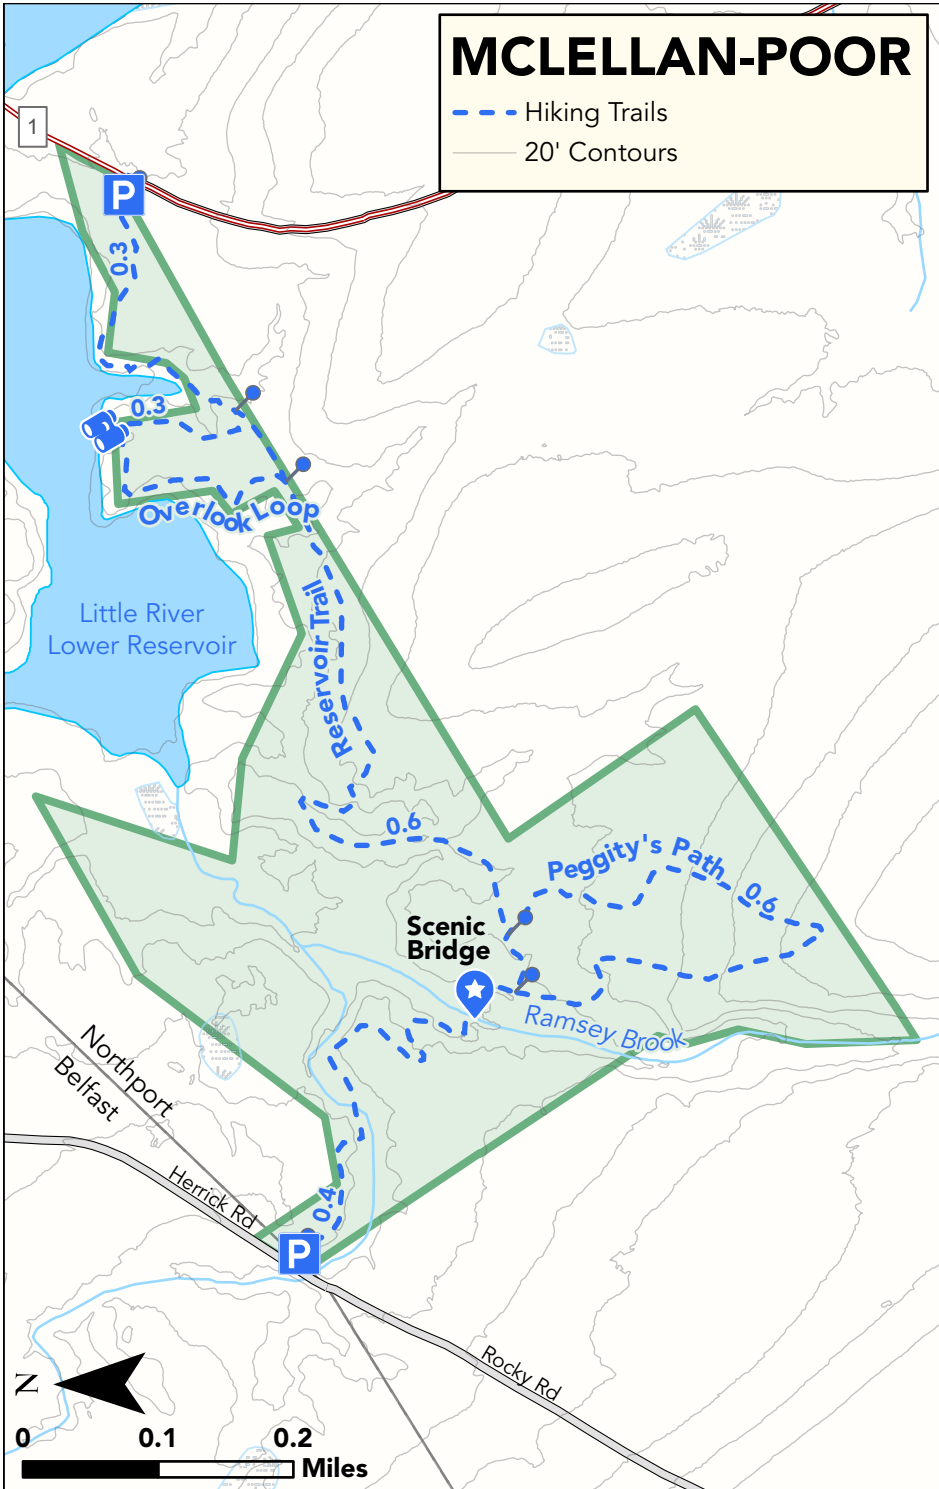 MCLELLAN-POOR
Hiking Trails
20' Contours
1
P
0.3
0.3
Overlook Loop
Little River
Lower Reservoir
Reservoir Trail
0.6
Peggity's Path
0.6
Scenic
Bridge
Ramsey Brook
Northport
Belfast
Herrick Rd
0.4
P
Rocky Rd
N
0 0.1 0.2
Miles